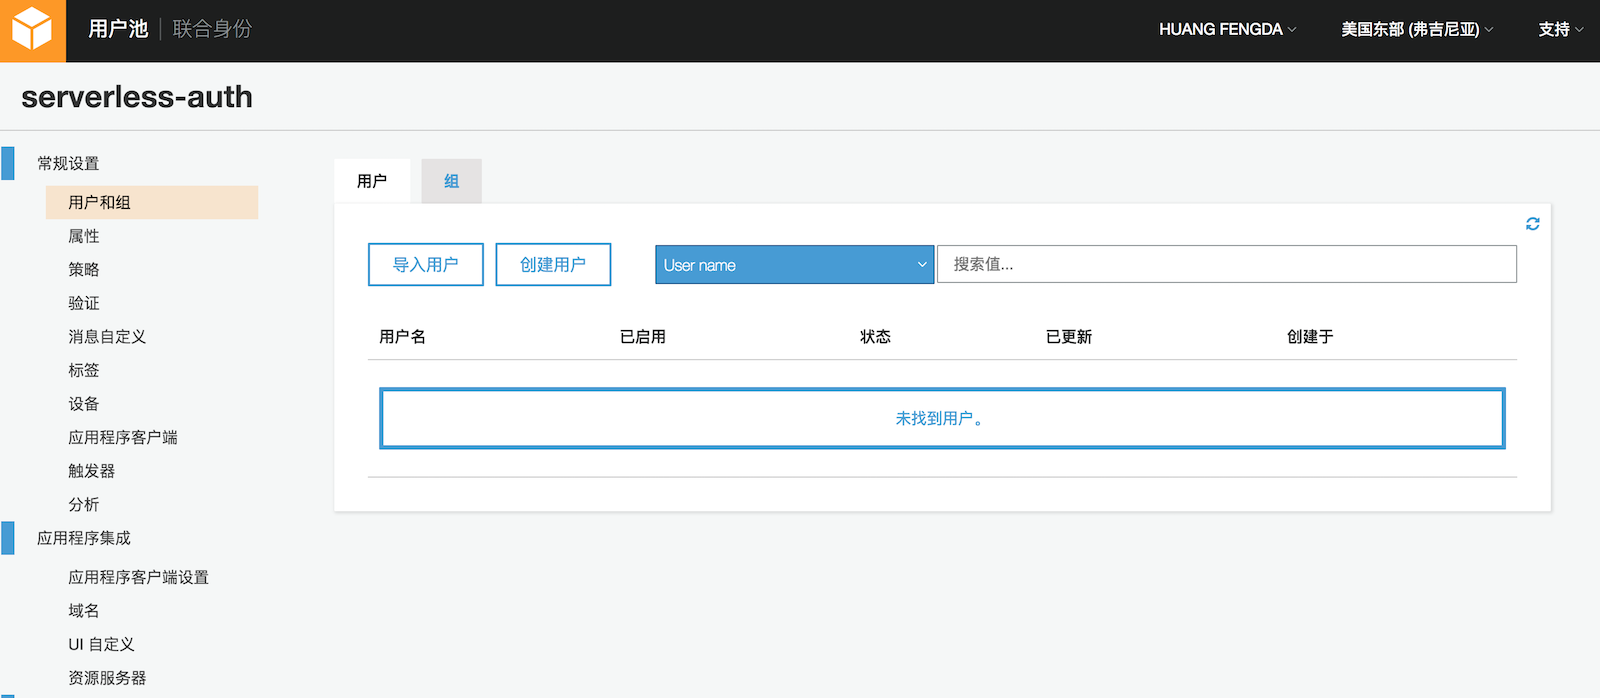 用户池 | 联合身份
HUANG FENGDA
美国东部 (弗吉尼亚)
支持
serverless-auth
常规设置
用户和组
属性
策略
验证
消息自定义
标签
设备
应用程序客户端
触发器
分析
应用程序集成
应用程序客户端设置
域名
UI 自定义
资源服务器
用户
组
导入用户
创建用户
User name
搜索值...
用户名
已启用
状态
已更新
创建于
未找到用户。